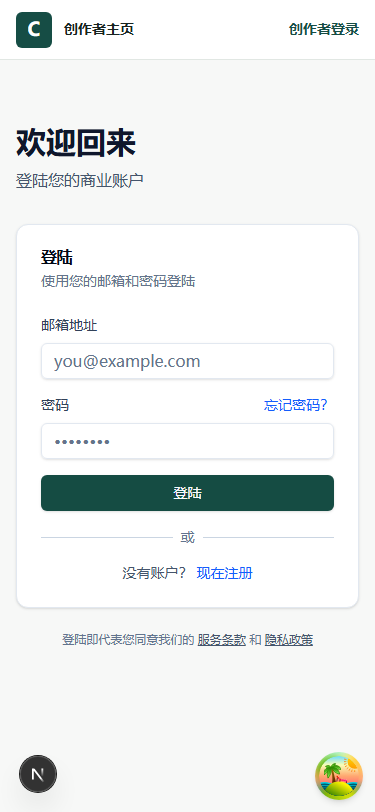 C 创作者主页 创作者登录
欢迎回来
登陆您的商业账户
登陆
使用您的邮箱和密码登陆
邮箱地址
you@example.com
密码 忘记密码?
••••••••
登陆
或
没有账户? 现在注册
登陆即代表您同意我们的 服务条款 和 隐私政策
N